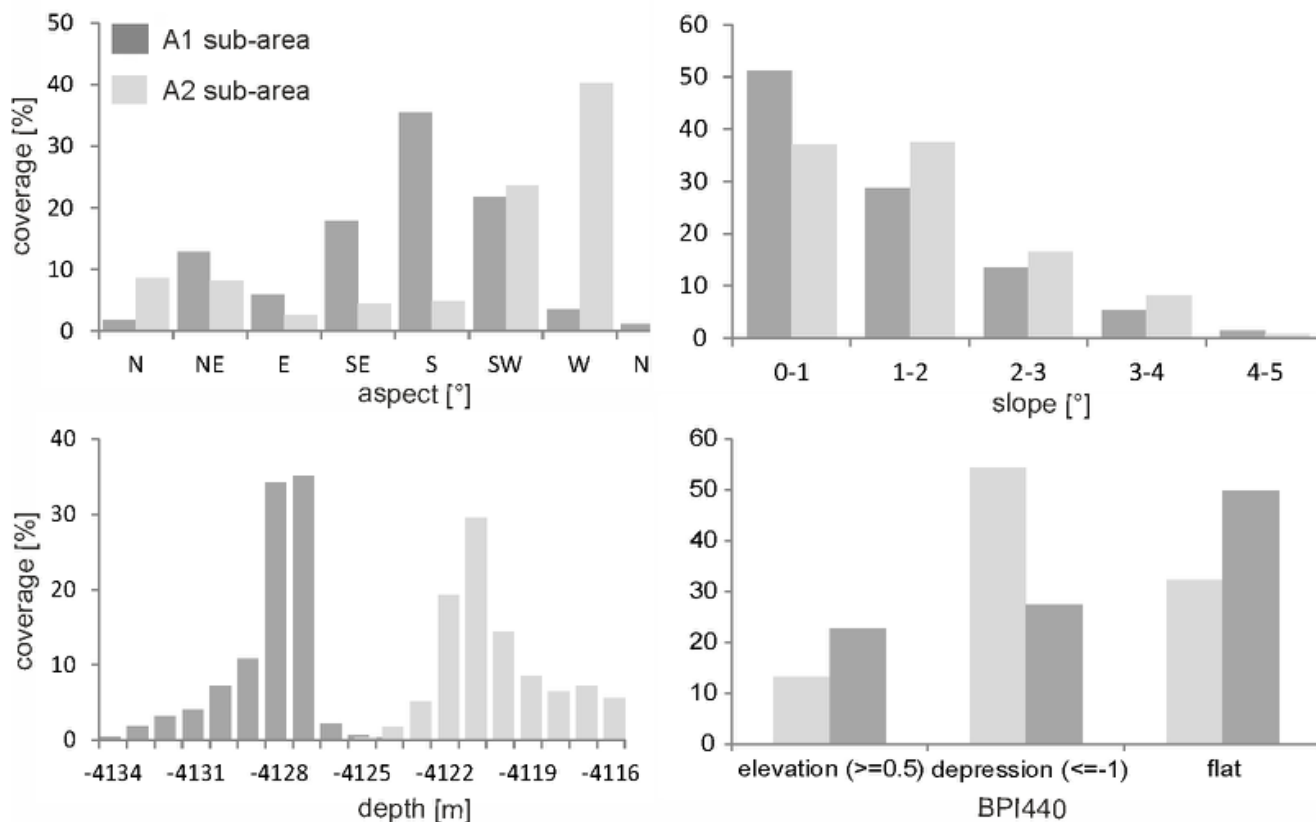 50
40
30
20
10
0
coverage [%]
A1 sub-area
A2 sub-area
N NE E SE S SW W N
aspect [°]
60
50
40
30
20
10
0
0-1 1-2 2-3 3-4 4-5
slope [°]
40
30
20
10
0
coverage [%]
-4134 -4131 -4128 -4125 -4122 -4119 -4116
depth [m]
60
50
40
30
20
10
0
elevation (>=0.5) depression (<=-1) flat
BPI440